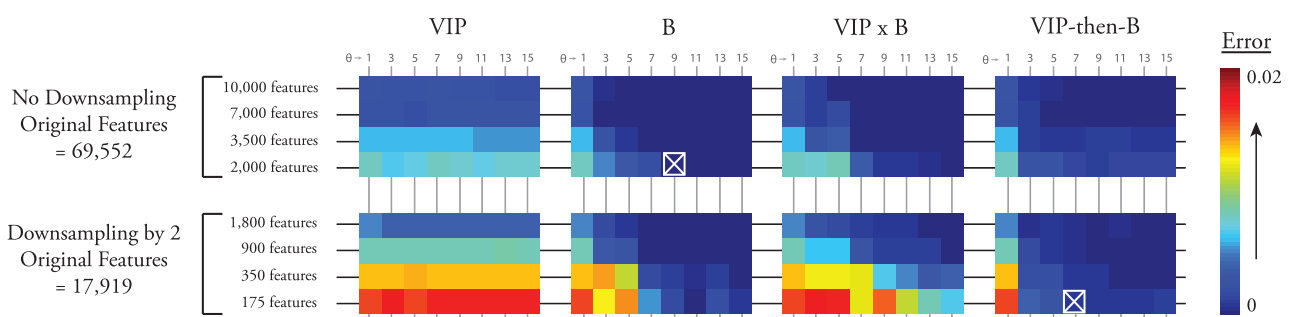 VIP B VIP x B VIP-then-B
θ→ 1 3 5 7 9 11 13 15 θ→ 1 3 5 7 9 11 13 15 θ→ 1 3 5 7 9 11 13 15 θ→ 1 3 5 7 9 11 13 15
Error
0.02
0
No Downsampling
Original Features
= 69,552
10,000 features
7,000 features
3,500 features
2,000 features
Downsampling by 2
Original Features
= 17,919
1,800 features
900 features
350 features
175 features